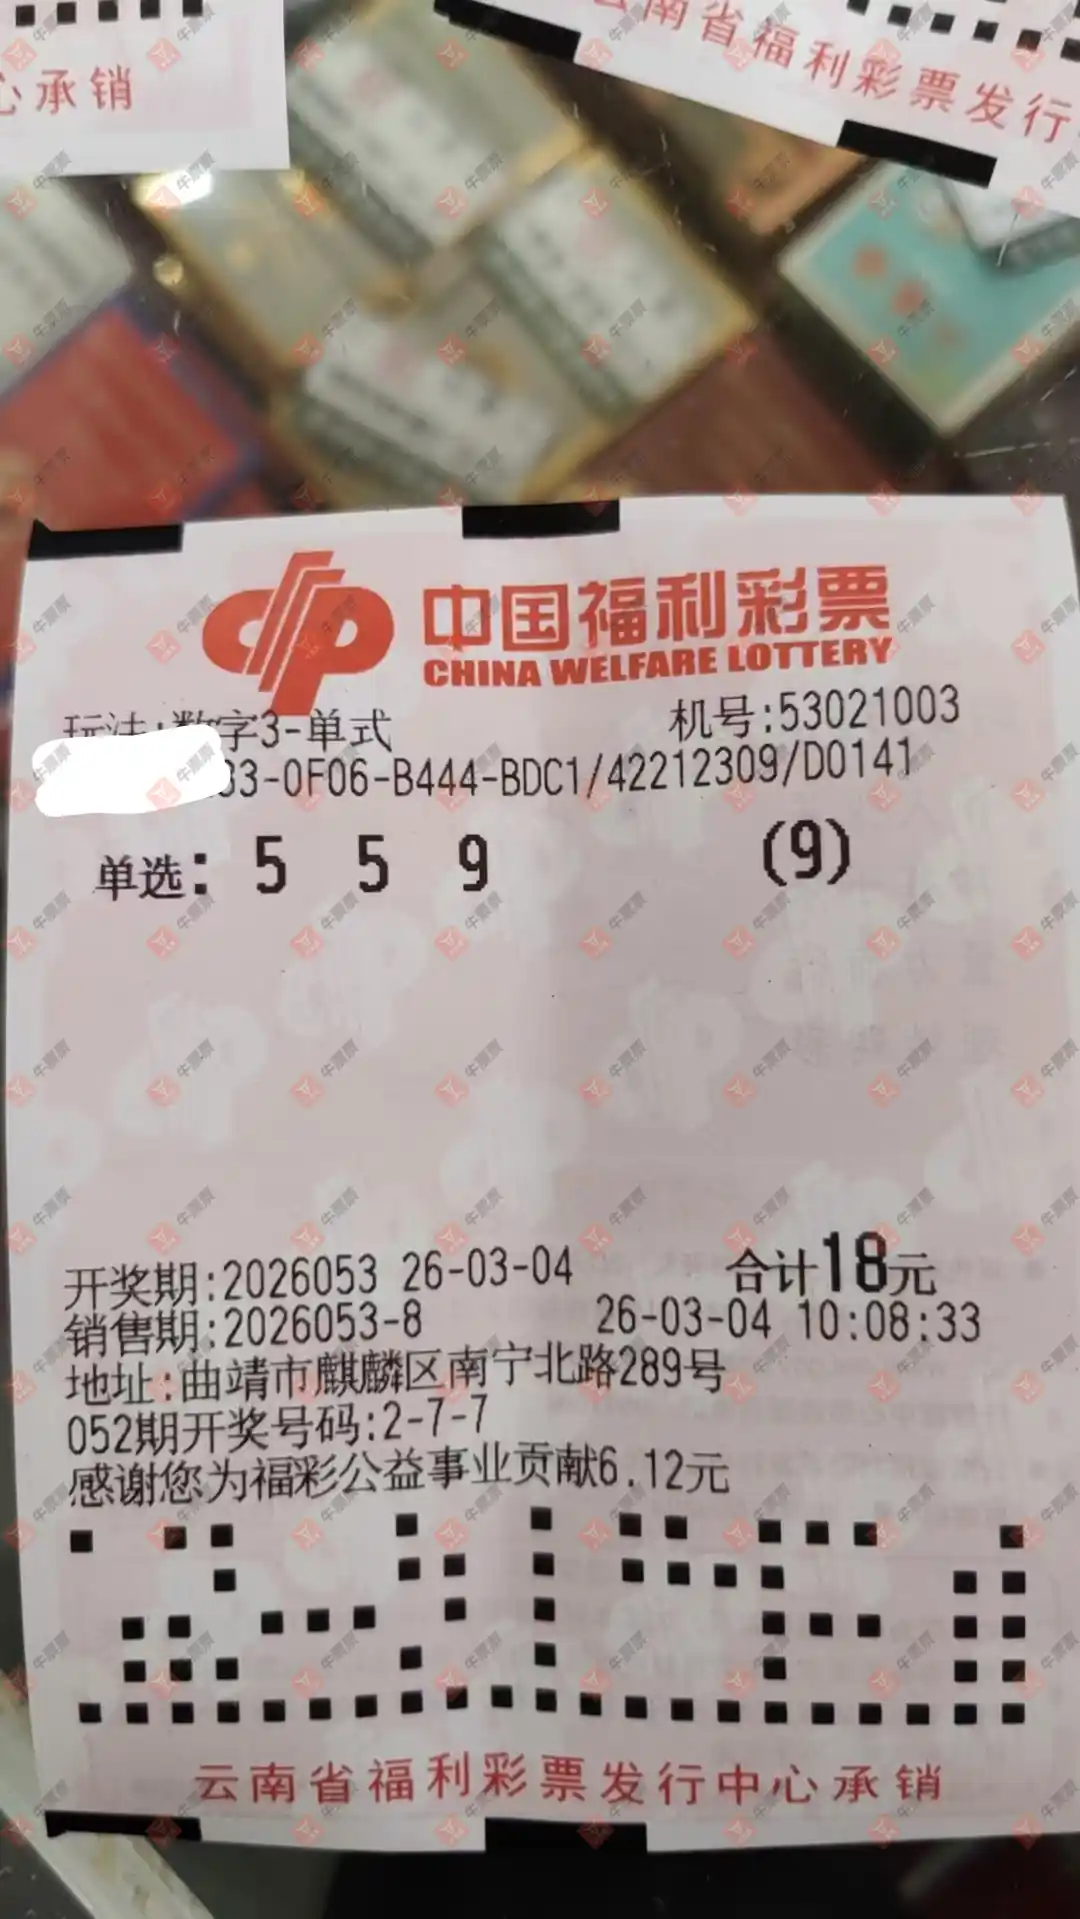 心承销
云南省福利彩票发行
中国福利彩票
CHINA WELFARE LOTTERY
玩法:数字3-单式 机号:53021003
33-0F06-B444-BDC1/42212309/D0141
单选: 5 5 9 (9)
开奖期:2026053 26-03-04 合计18元
销售期:2026053-8 26-03-04 10:08:33
地址:曲靖市麒麟区南宁北路289号
052期开奖号码:2-7-7
感谢您为福彩公益事业贡献6.12元
云南省福利彩票发行中心承销
牛票票